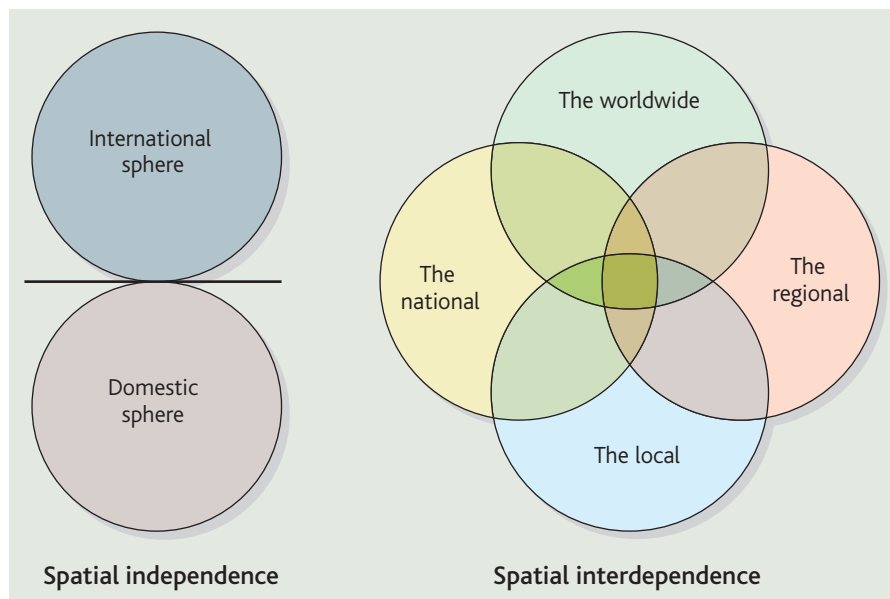 International
sphere
Domestic
sphere
Spatial independence
The worldwide
The
national
The
regional
The local
Spatial interdependence